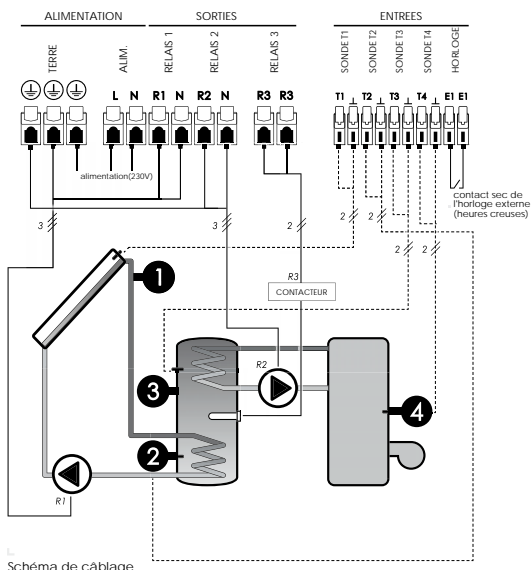 ALIMENTATION SORTIES ENTREES
TERRE
ALIM.
RELAIS 1
RELAIS 2
RELAIS 3
SONDE T1
SONDE T2
SONDE T3
SONDE T4
HORLOGE
L N R1 N R2 N R3 R3 T1 T2 T3 T4 E1 E1
alimentation(230V)
contact sec de
l'horloge externe
(heures creuses)
3 3 2 2 2
2 2
R3
CONTACTEUR
1
R2
3
4
2
R1
Schéma de câblage